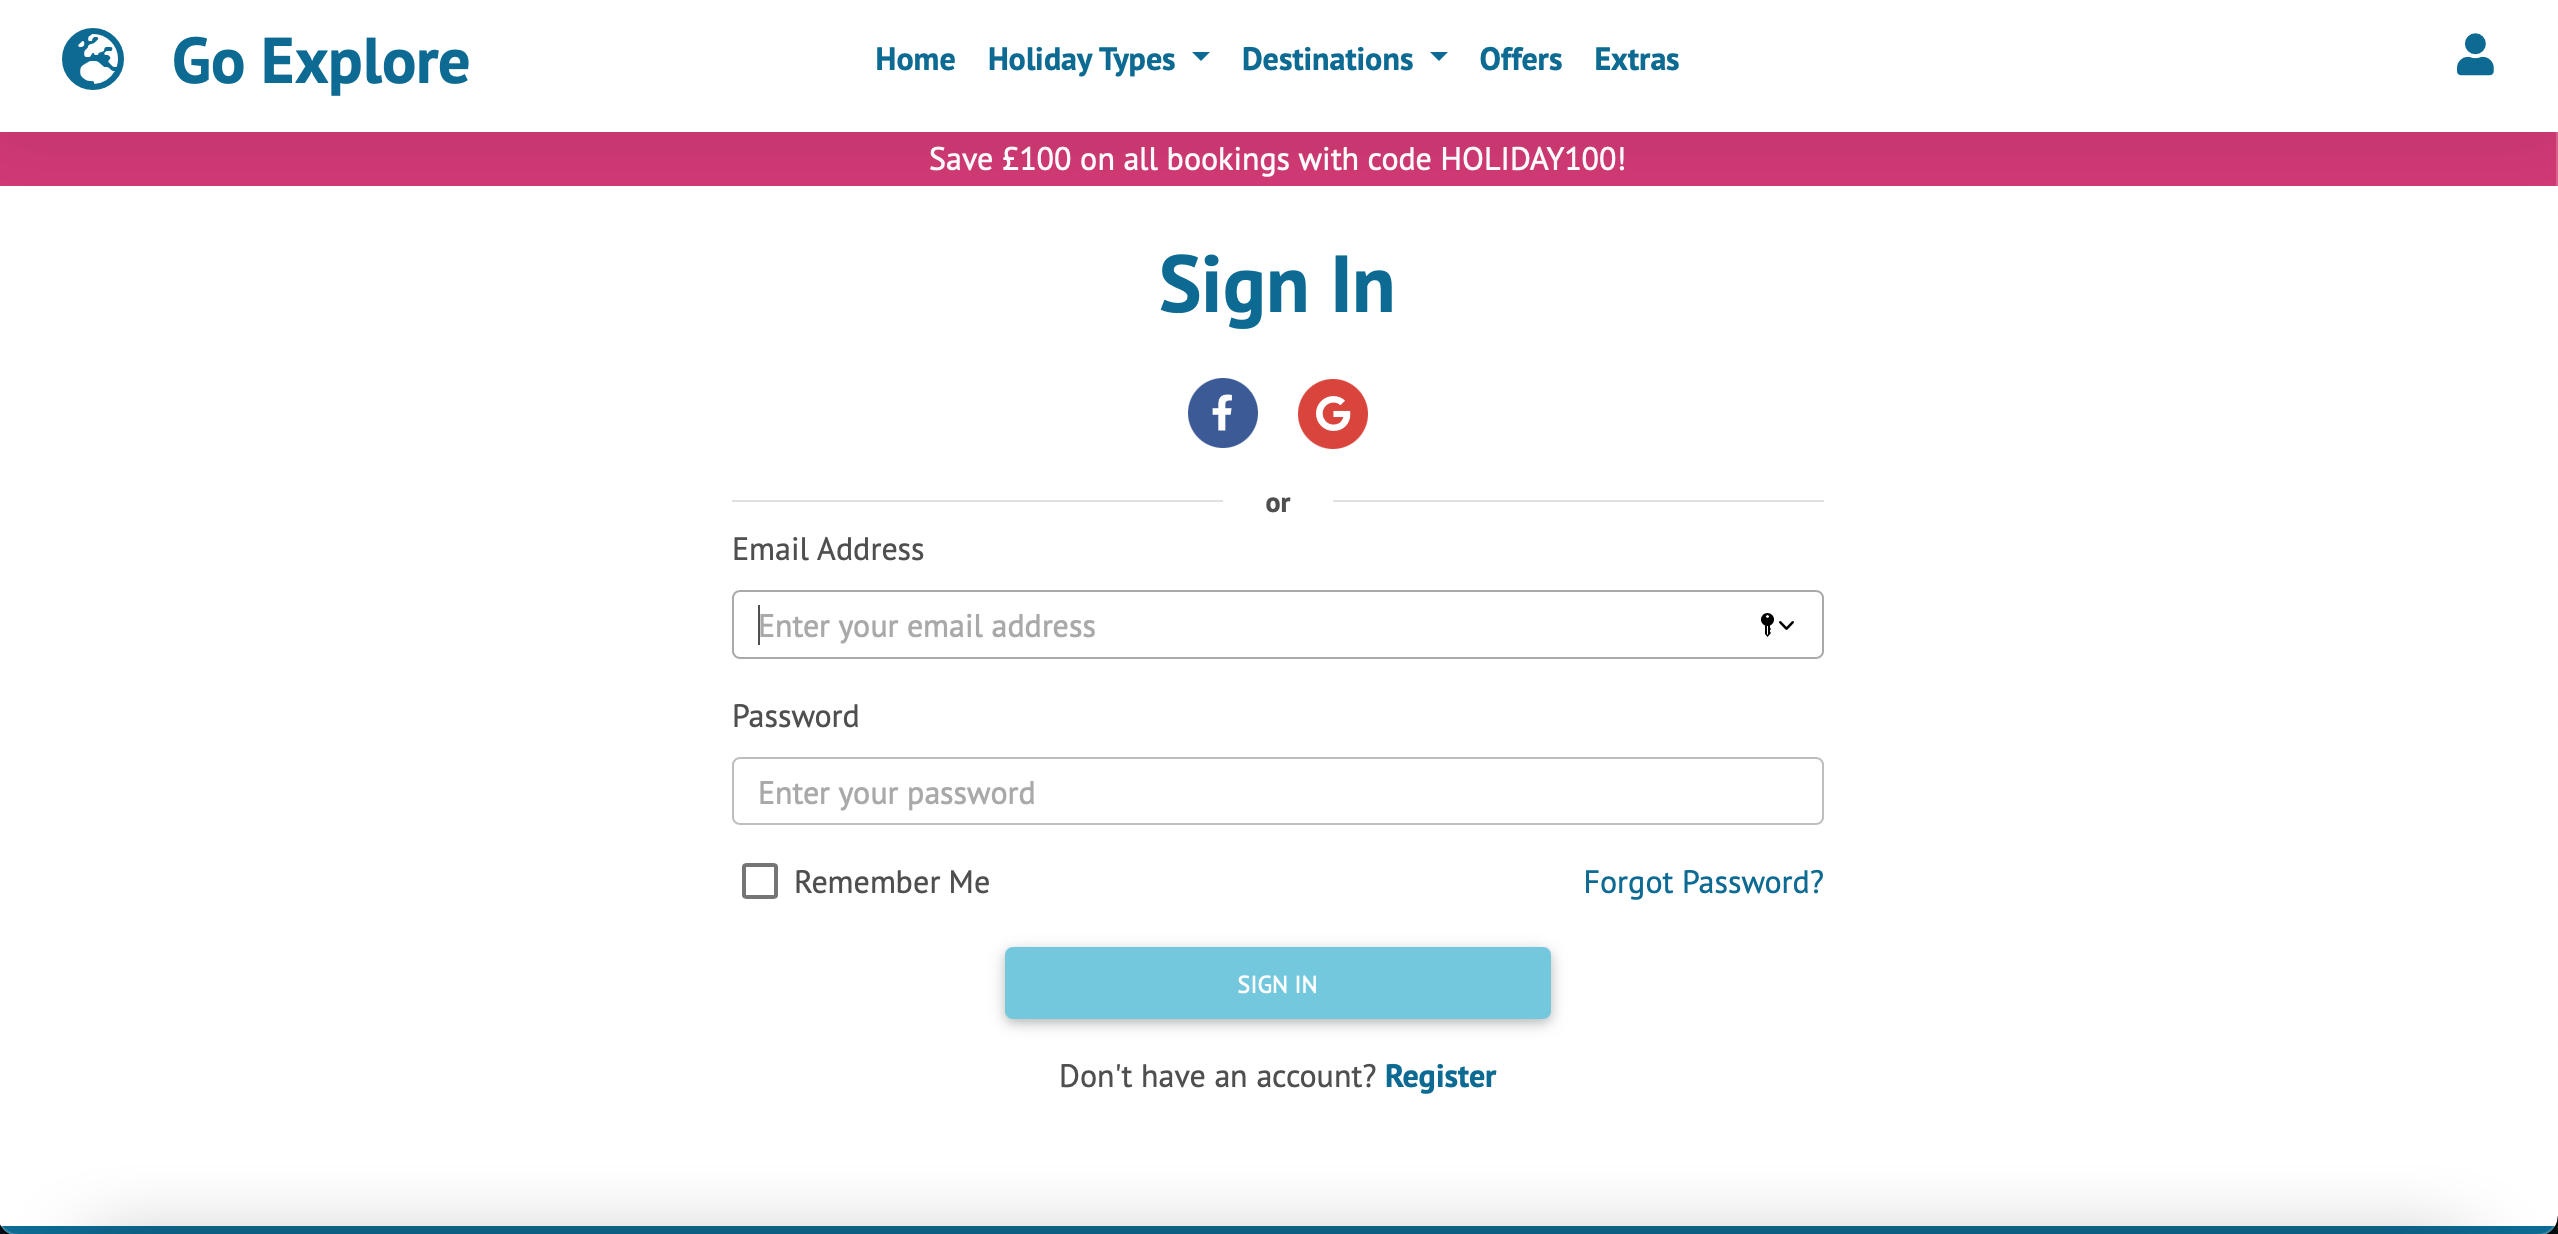 Go Explore
Home Holiday Types Destinations Offers Extras
Save £100 on all bookings with code HOLIDAY100!
Sign In
or
Email Address
Enter your email address
Password
Enter your password
Remember Me Forgot Password?
SIGN IN
Don't have an account? Register